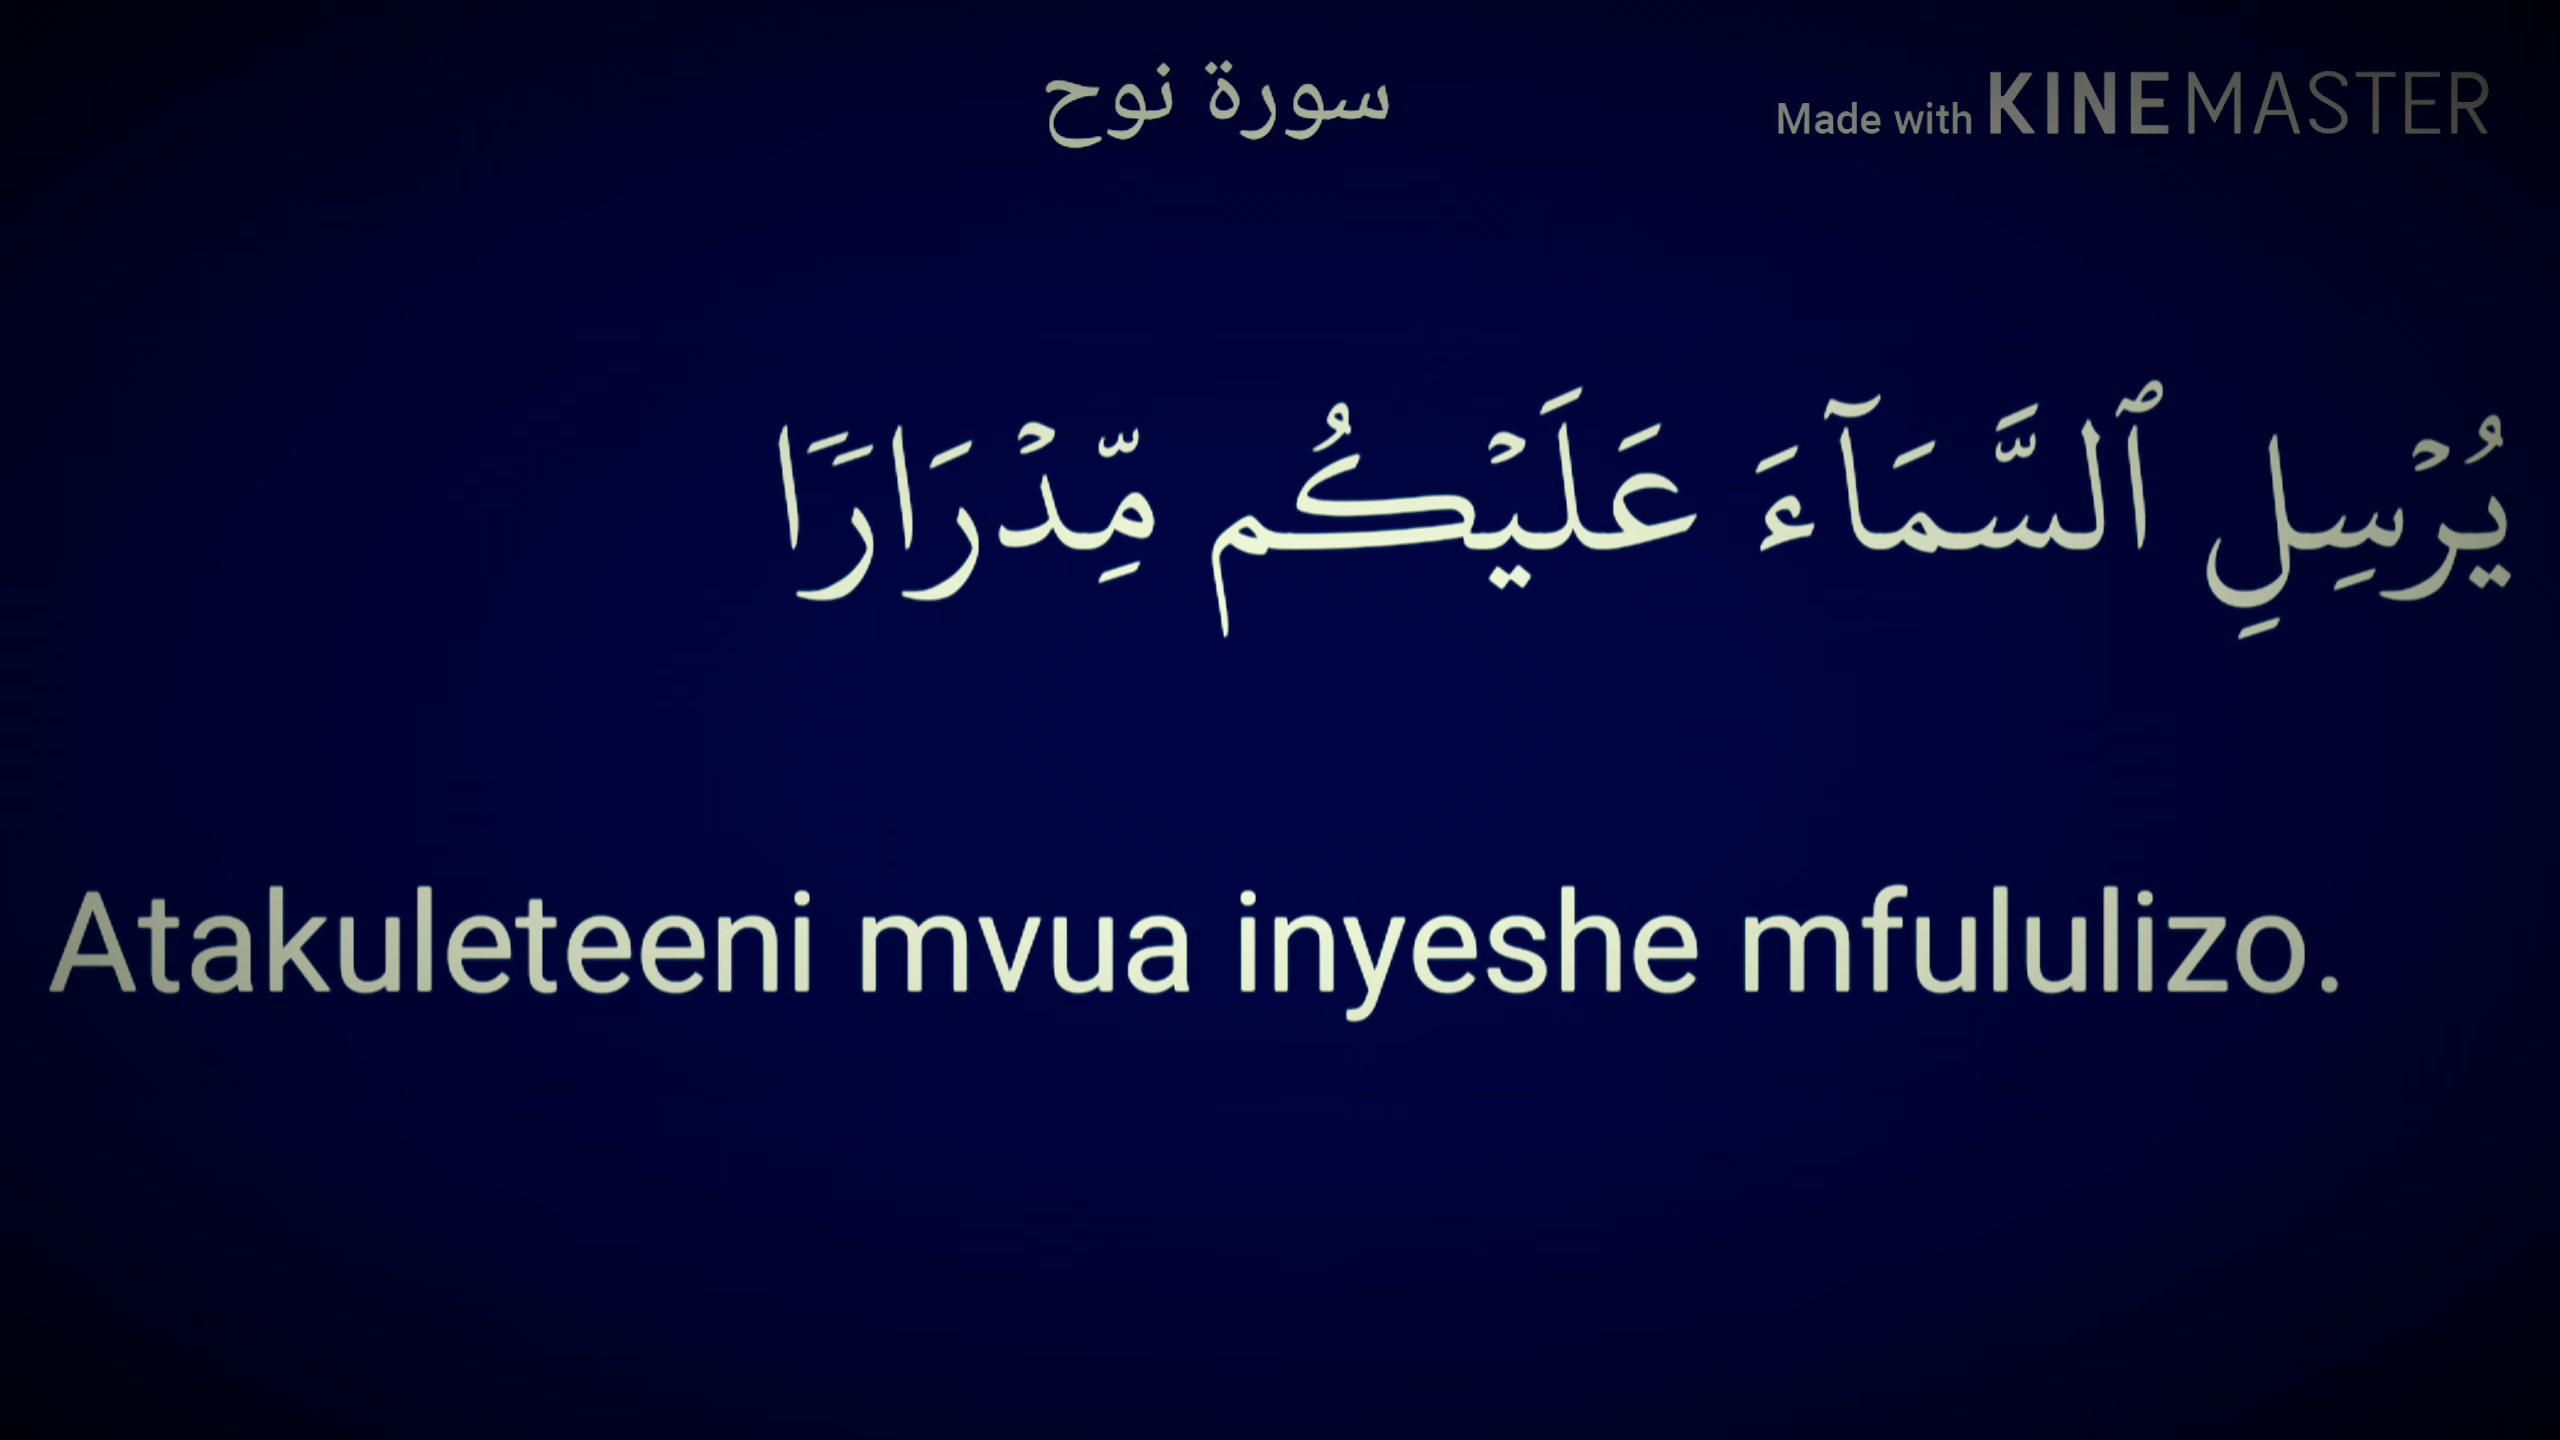 سورة نوح
Made with KINEMASTER
يُرۡسِلِ ٱلسَّمَآءَ عَلَيۡكُم مِّدۡرَارٗا
Atakuleteeni mvua inyeshe mfululizo.